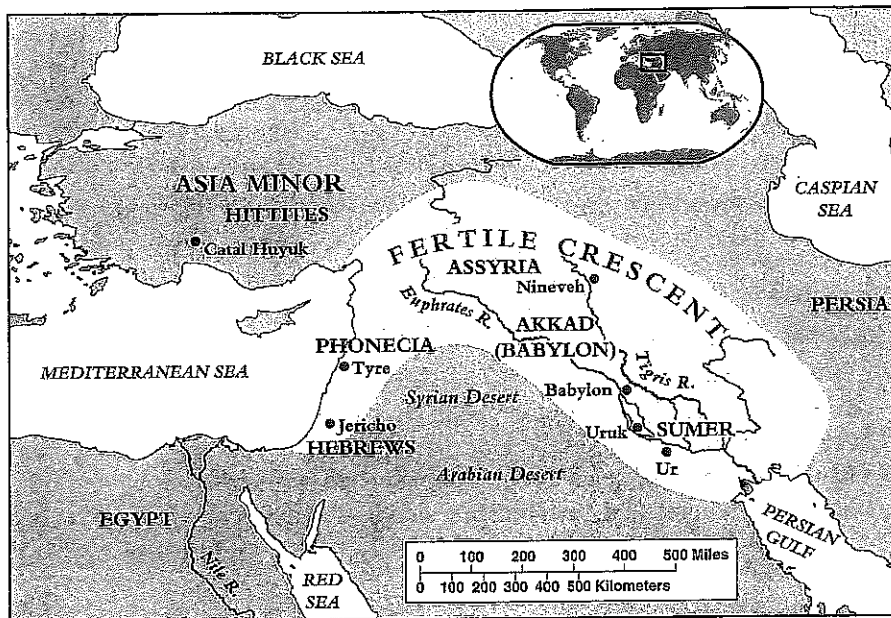 BLACK SEA
ASIA MINOR
HITTITES
Catal Huyuk
CASPIAN
SEA
FERTILE CRESCENT
ASSYRIA
Nineveh
PERSIA
Euphrates R.
AKKAD
(BABYLON)
PHONECIA
Tyre
MEDITERRANEAN SEA
Tigris R.
Syrian Desert
Babylon
Jericho
HEBREWS
Uruk
SUMER
Ur
Arabian Desert
EGYPT
Nile R.
RED
SEA
PERSIAN
GULF
0 100 200 300 400 500 Miles
0 100 200 300 400 500 Kilometers